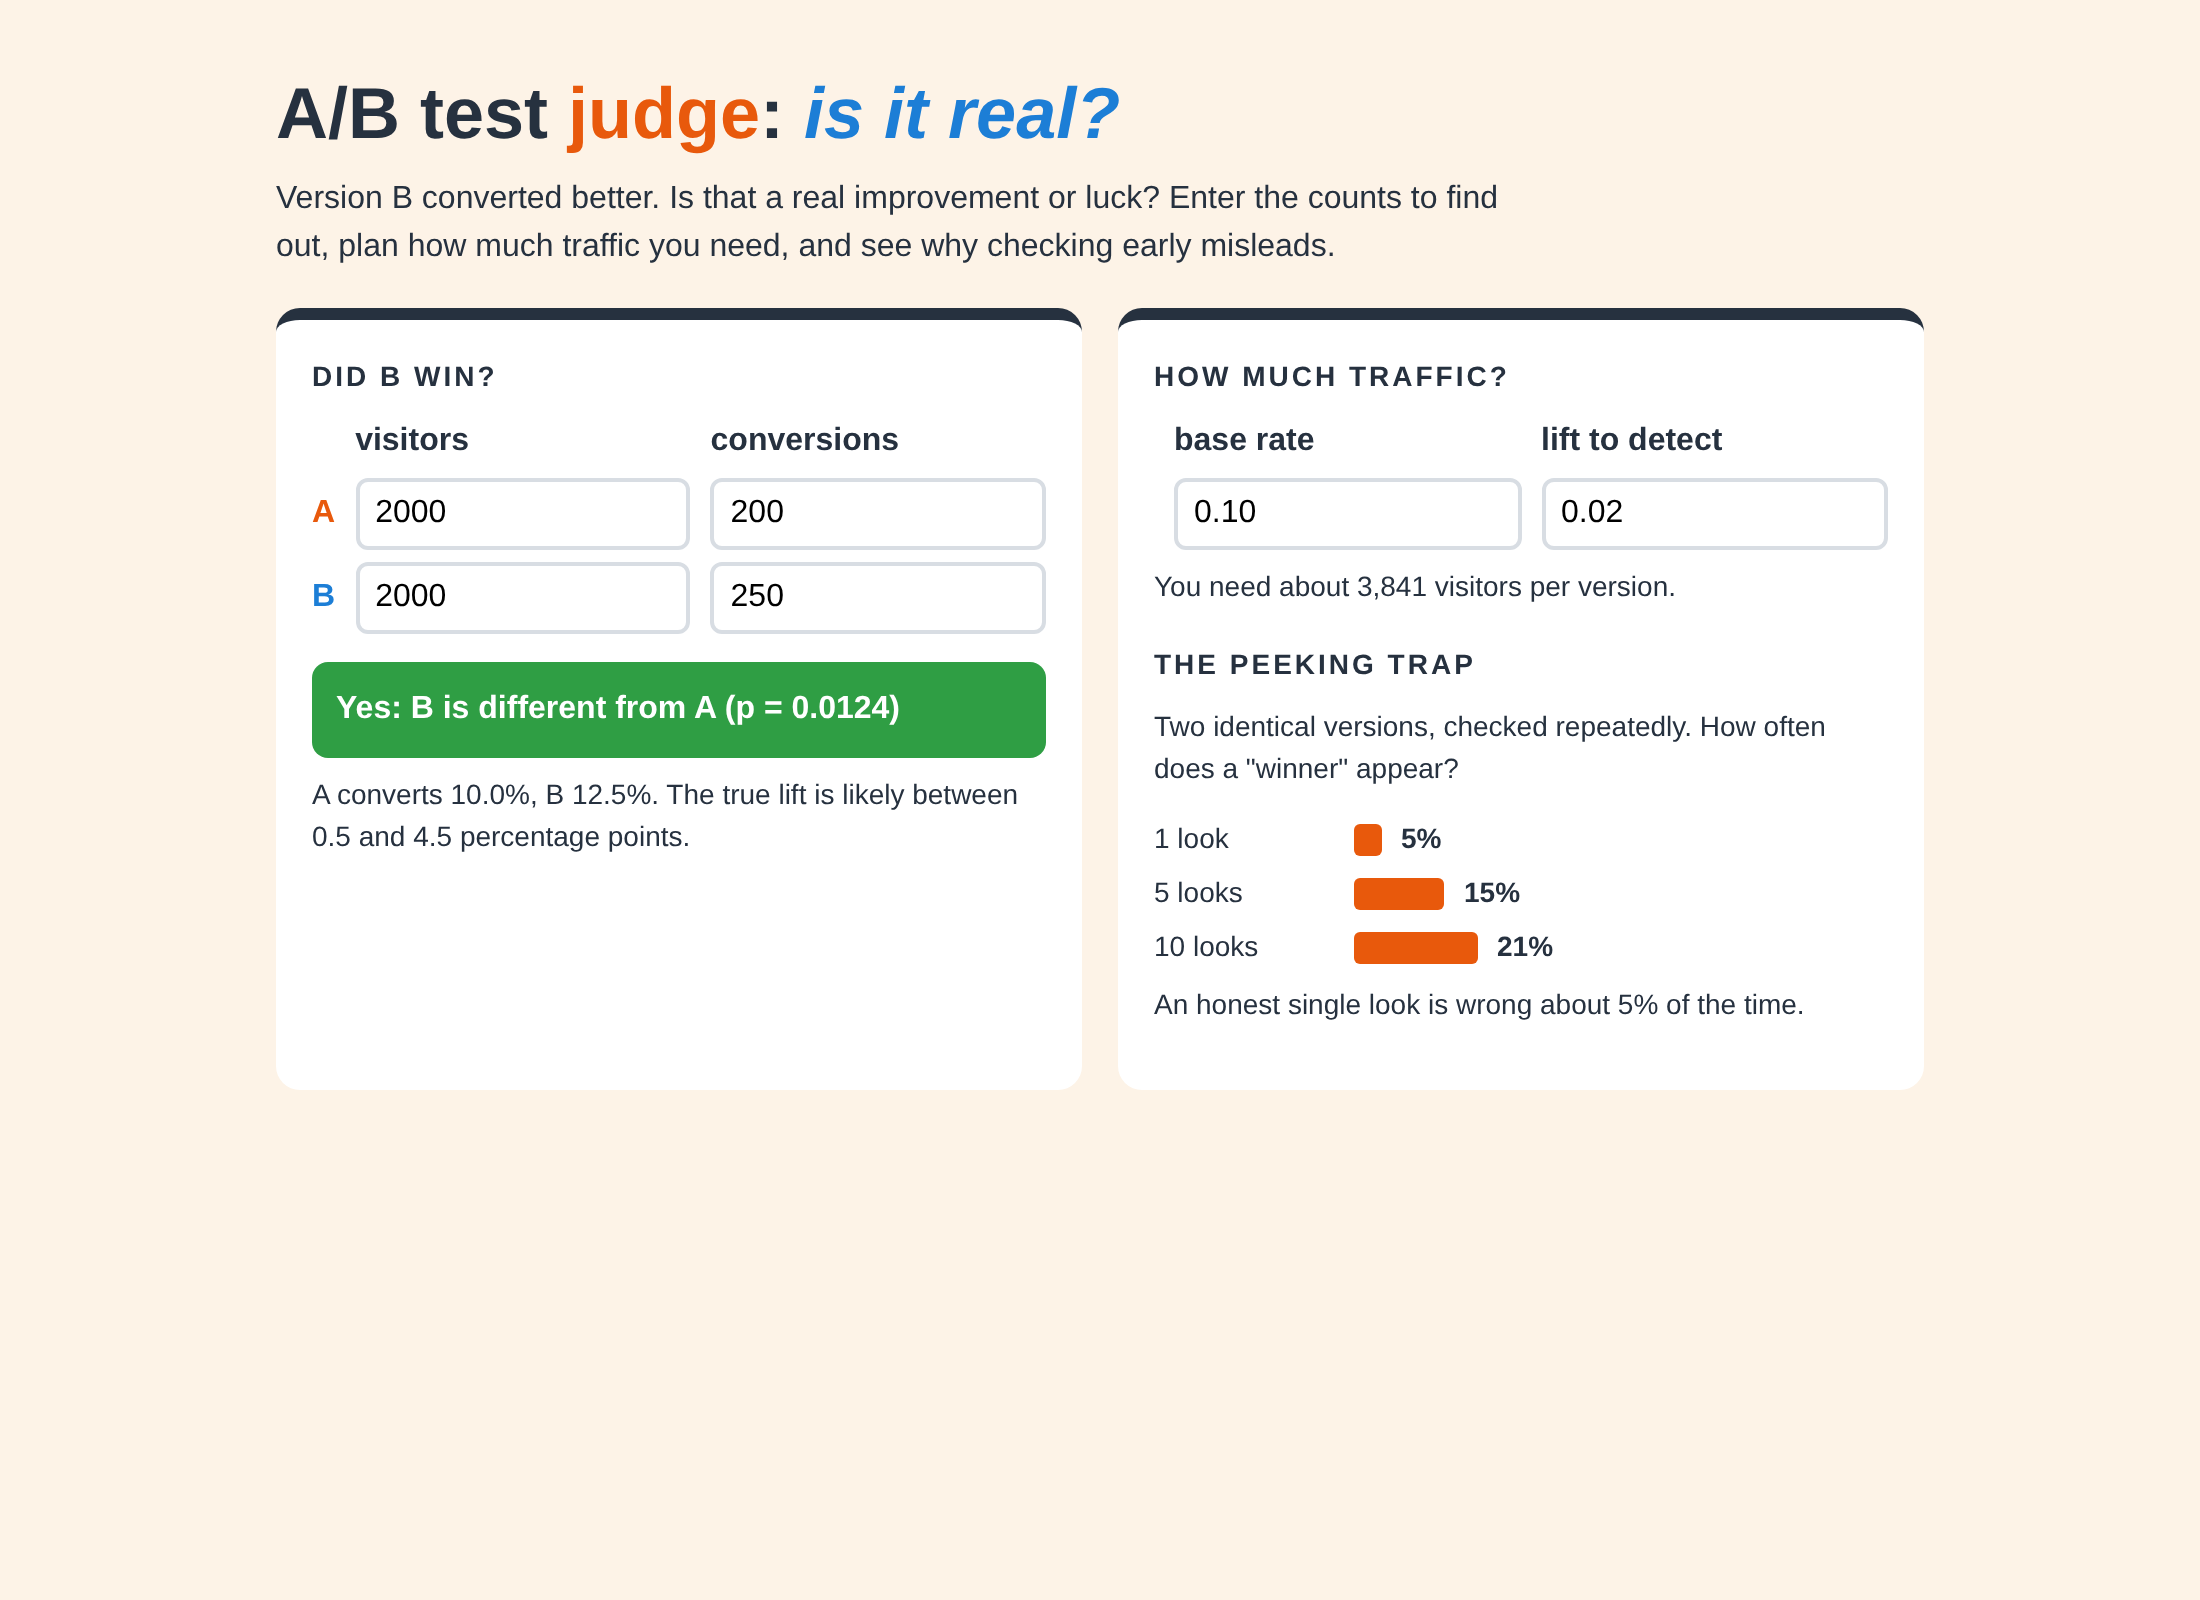 A/B test judge: is it real?
Version B converted better. Is that a real improvement or luck? Enter the counts to find
out, plan how much traffic you need, and see why checking early misleads.
DID B WIN?
visitors conversions
A 2000 200
B 2000 250
Yes: B is different from A (p = 0.0124)
A converts 10.0%, B 12.5%. The true lift is likely between
0.5 and 4.5 percentage points.
HOW MUCH TRAFFIC?
base rate lift to detect
0.10 0.02
You need about 3,841 visitors per version.
THE PEEKING TRAP
Two identical versions, checked repeatedly. How often
does a "winner" appear?
1 look 5%
5 looks 15%
10 looks 21%
An honest single look is wrong about 5% of the time.